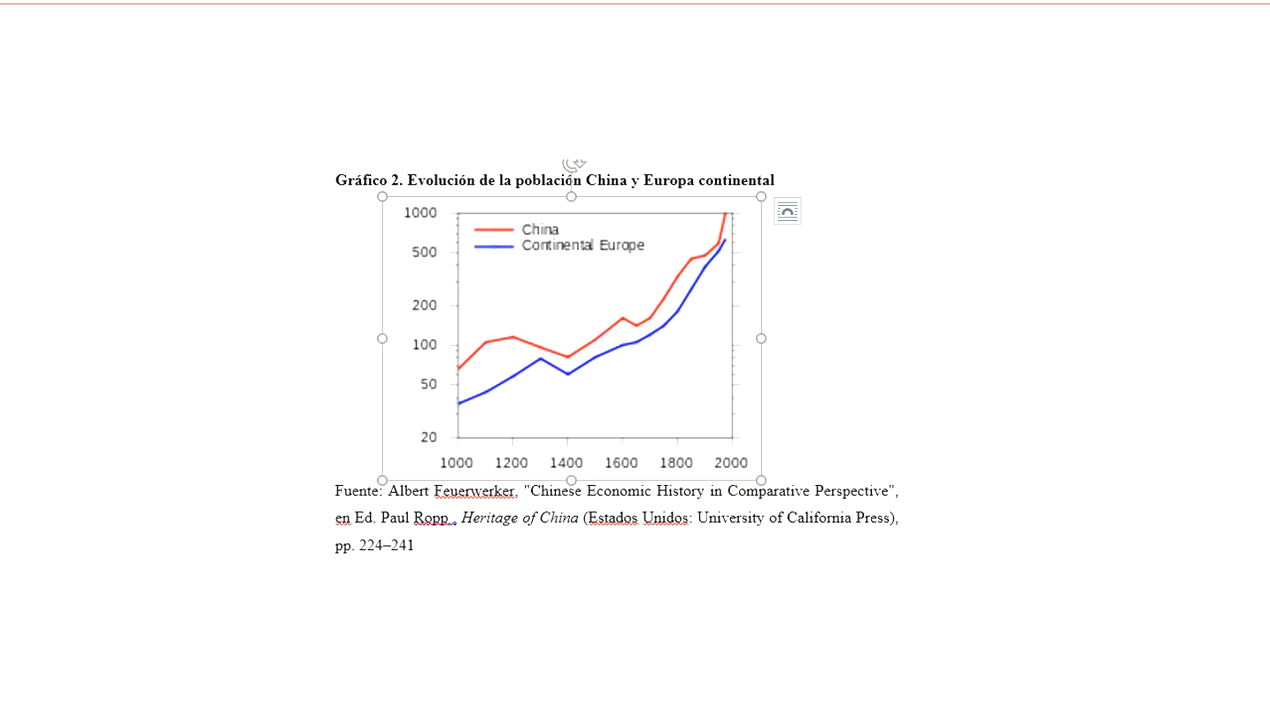 Gráfico 2. Evolución de la población China y Europa continental
1000
China
Continental Europe
500
200
100
50
20
1000 1200 1400 1600 1800 2000
Fuente: Albert Feuerwerker, "Chinese Economic History in Comparative Perspective",
en Ed. Paul Ropp., Heritage of China (Estados Unidos: University of California Press),
pp. 224–241